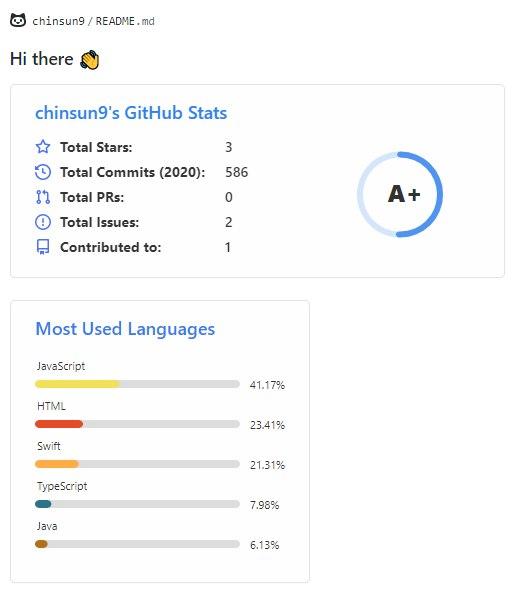 chinsun9/README.md
Hi there 👋
chinsun9's GitHub Stats
Total Stars: 3
Total Commits (2020): 586
Total PRs: 0
Total Issues: 2
Contributed to: 1
A+
Most Used Languages
JavaScript
41.17%
HTML
23.41%
Swift
21.31%
TypeScript
7.98%
Java
6.13%